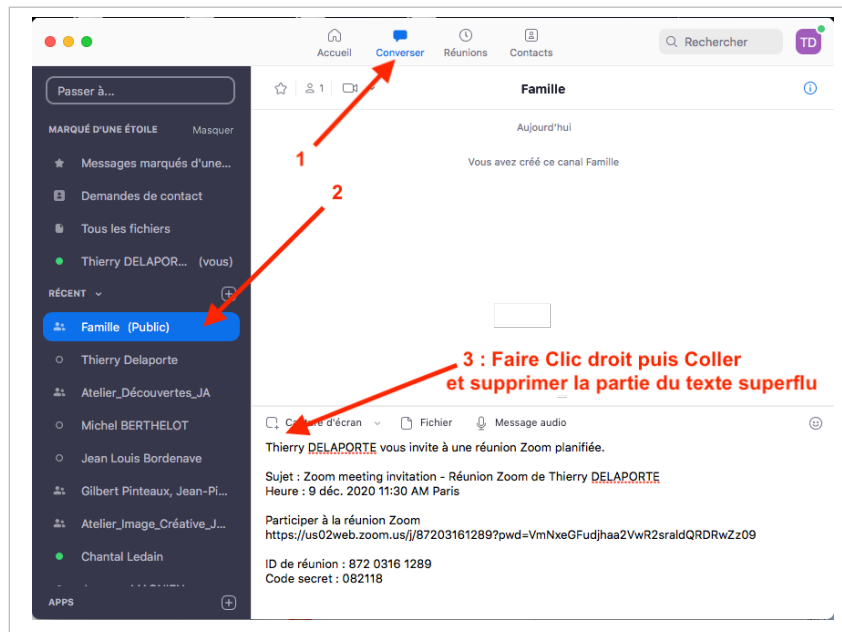 Accueil
Converser
Réunions
Contacts
Rechercher
TD
Passer à...
1
Famille
MARQUÉ D'UNE ÉTOILE
Masquer
Aujourd'hui
Messages marqués d'une...
1
Vous avez créé ce canal Famille
Demandes de contact
2
Tous les fichiers
Thierry DELAPOR... (vous)
RÉCENT
Famille (Public)
Thierry Delaporte
3 : Faire Clic droit puis Coller
et supprimer la partie du texte superflu
Atelier_Découvertes_JA
Michel BERTHELOT
Jean Louis Bordenave
Gilbert Pinteaux, Jean-Pi...
Atelier_Image_Créative_J...
Chantal Ledain
APPS
Capture d'écran
Fichier
Message audio
Thierry DELAPORTE vous invite à une réunion Zoom planifiée.
Sujet : Zoom meeting invitation - Réunion Zoom de Thierry DELAPORTE
Heure : 9 déc. 2020 11:30 AM Paris
Participer à la réunion Zoom
https://us02web.zoom.us/j/87203161289?pwd=VmNxeGFudjhaa2VwR2sraldQRDRwZz09
ID de réunion : 872 0316 1289
Code secret : 082118